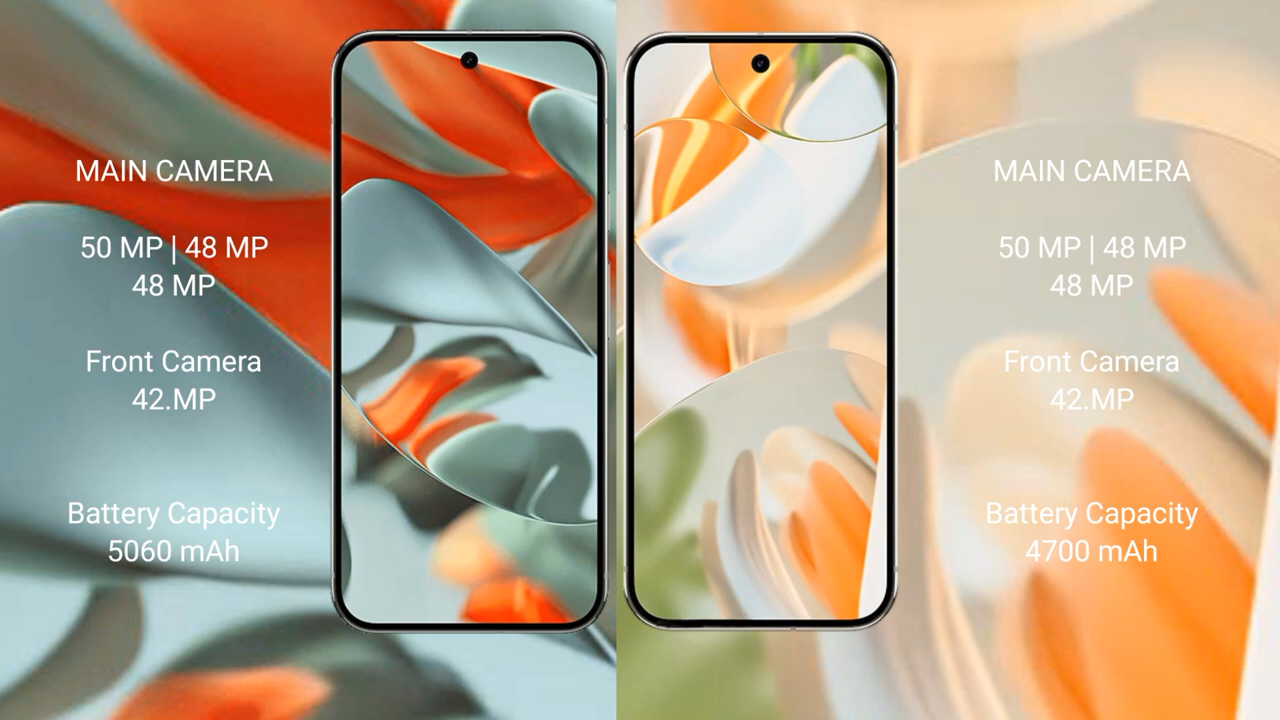 MAIN CAMERA
50 MP | 48 MP
48 MP
Front Camera
42.MP
Battery Capacity
5060 mAh
MAIN CAMERA
50 MP | 48 MP
48 MP
Front Camera
42.MP
Battery Capacity
4700 mAh